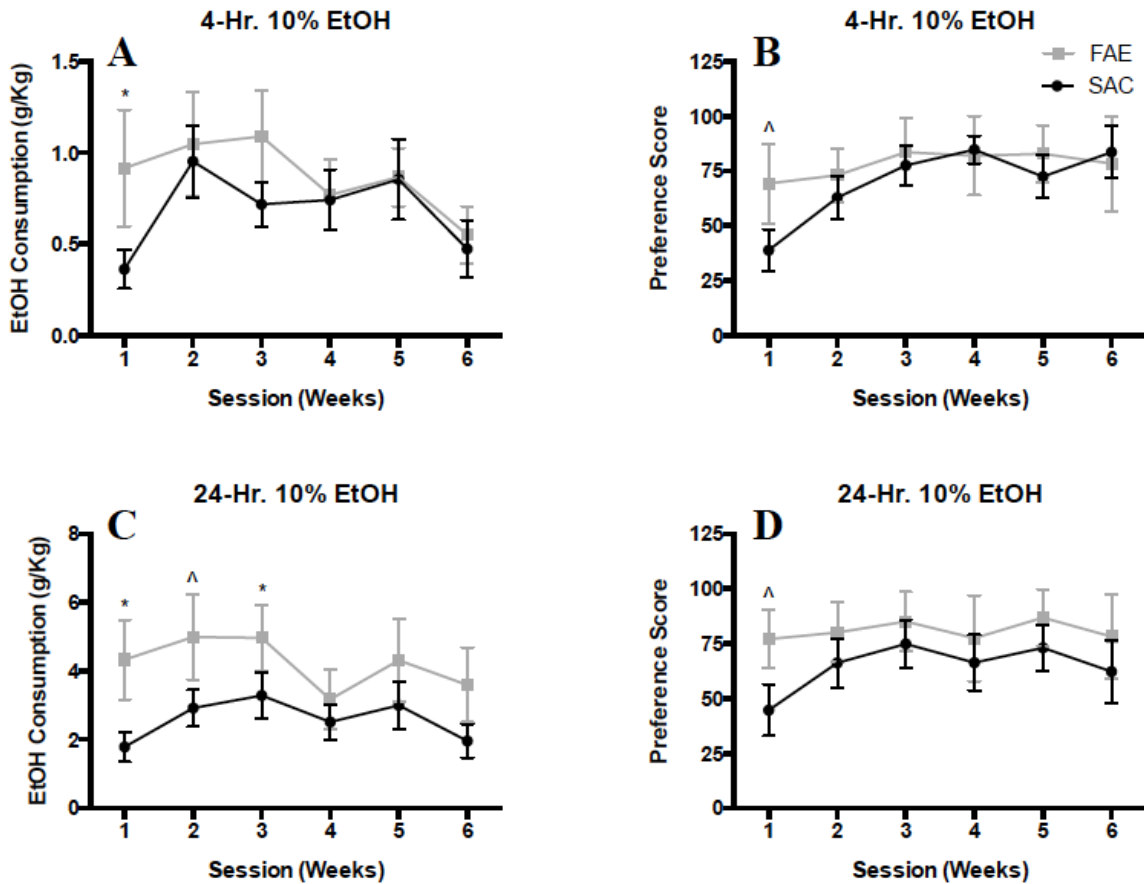 4-Hr. 10% EtOH
A
EtOH Consumption (g/Kg)
1.5
1.0
0.5
0.0
*
1 2 3 4 5 6
Session (Weeks)
4-Hr. 10% EtOH
B
FAE
SAC
Preference Score
125
100
75
50
25
0
^
1 2 3 4 5 6
Session (Weeks)
24-Hr. 10% EtOH
C
EtOH Consumption (g/Kg)
8
6
4
2
0
* ^ *
1 2 3 4 5 6
Session (Weeks)
24-Hr. 10% EtOH
D
Preference Score
125
100
75
50
25
0
^
1 2 3 4 5 6
Session (Weeks)